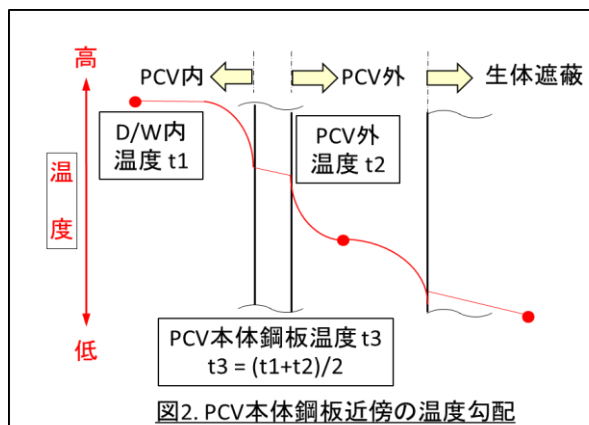 高
PCV内
PCV外
生体遮蔽
D/W内
温度 t1
PCV外
温度 t2
温度
PCV本体鋼板温度 t3
t3 = (t1+t2)/2
低
図2. PCV本体鋼板近傍の温度勾配